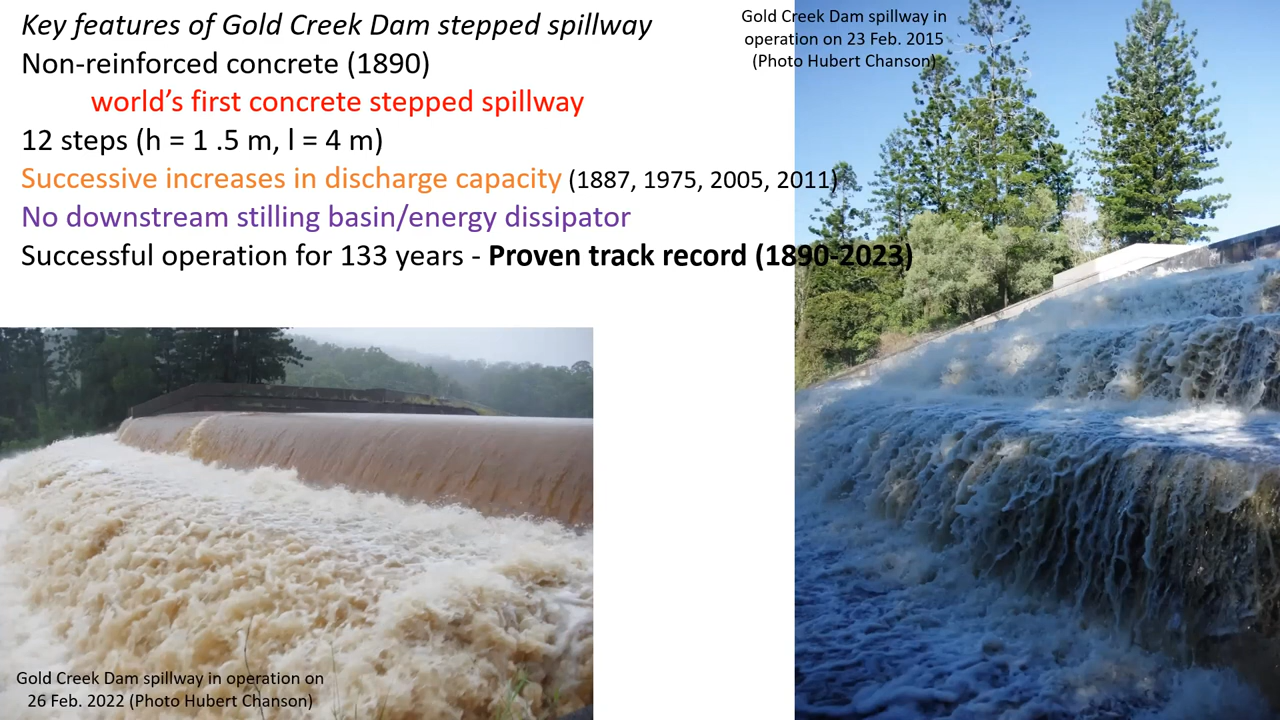 Key features of Gold Creek Dam stepped spillway
Non-reinforced concrete (1890)
world's first concrete stepped spillway
12 steps (h = 1 .5 m, l = 4 m)
Successive increases in discharge capacity (1887, 1975, 2005, 2011)
No downstream stilling basin/energy dissipator
Successful operation for 133 years - Proven track record (1890-2023)
Gold Creek Dam spillway in
operation on 23 Feb. 2015
(Photo Hubert Chanson)
Gold Creek Dam spillway in operation on
26 Feb. 2022 (Photo Hubert Chanson)